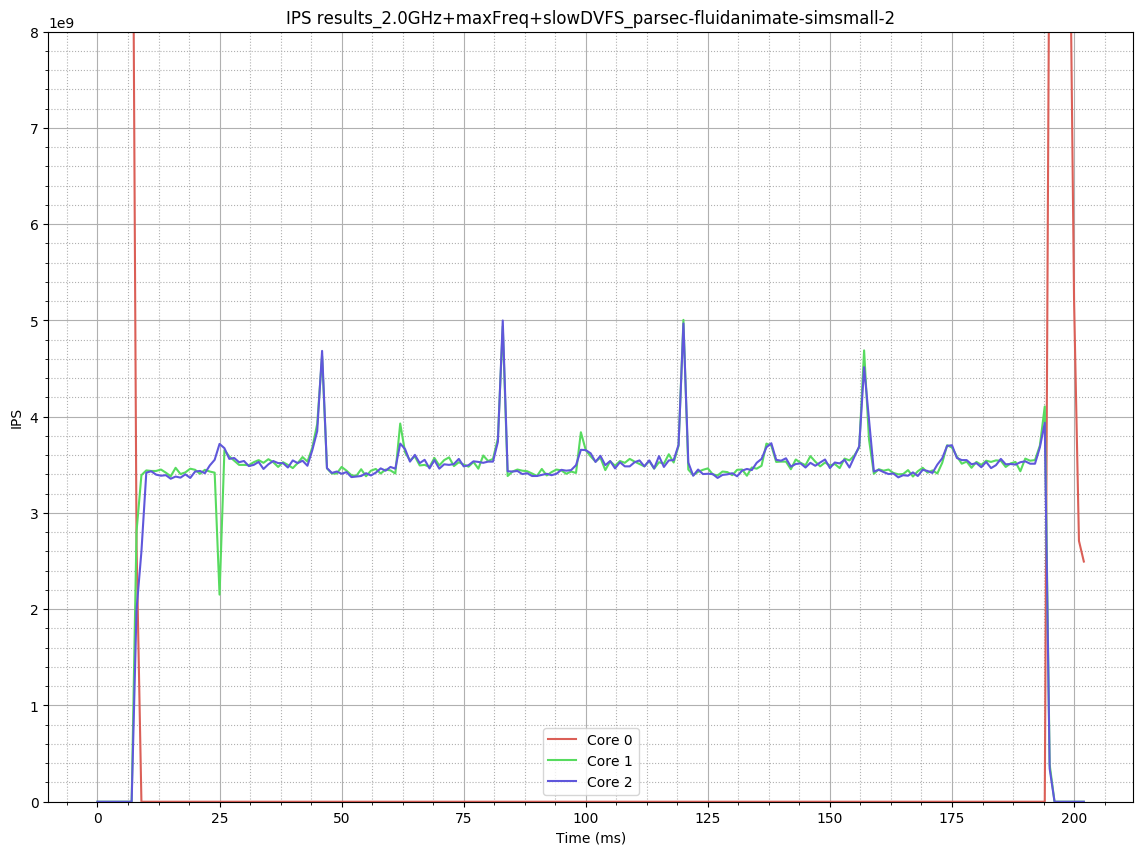 IPS results_2.0GHz+maxFreq+slowDVFS_parsec-fluidanimate-simsmall-2
1e9
8
7
6
5
4
3
2
1
0
IPS
Core 0
Core 1
Core 2
0 25 50 75 100 125 150 175 200
Time (ms)